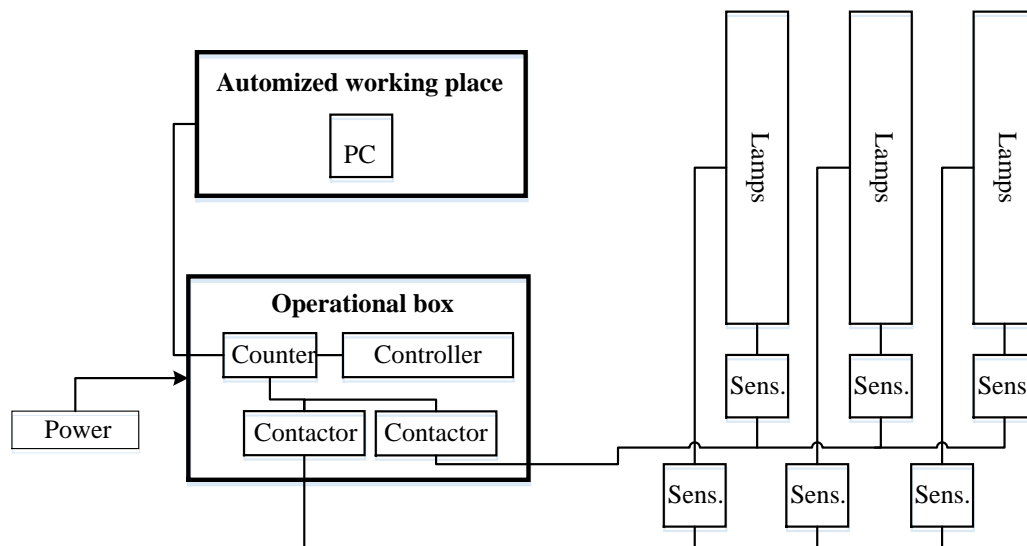 Automized working place
PC
Operational box
Counter
Controller
Contactor
Contactor
Power
Lamps
Lamps
Lamps
Sens.
Sens.
Sens
Sens.
Sens.
Sens.